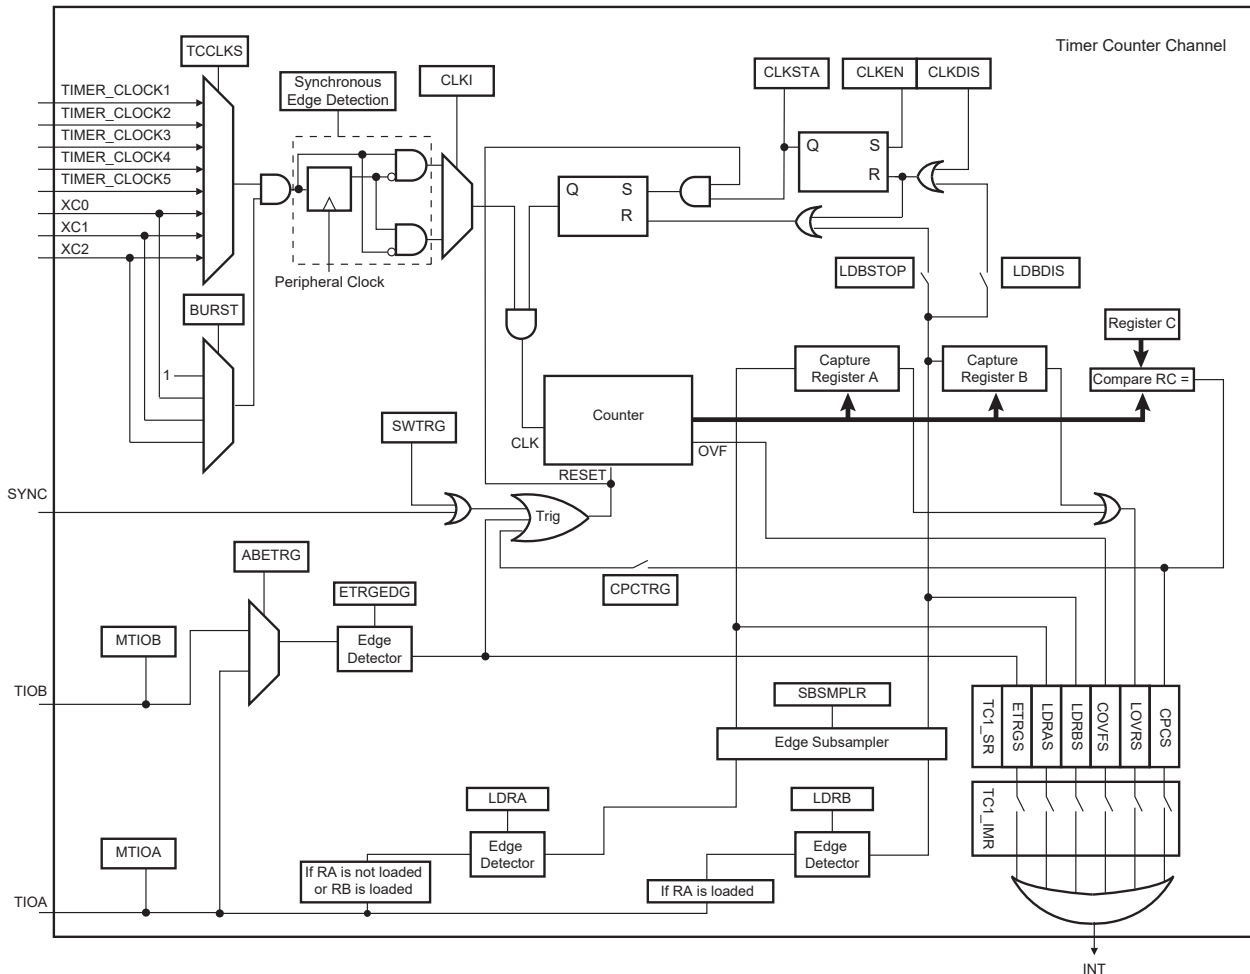 Timer Counter Channel
TCCLKS
TIMER_CLOCK1
TIMER_CLOCK2
TIMER_CLOCK3
TIMER_CLOCK4
TIMER_CLOCK5
XC0
XC1
XC2
Synchronous
Edge Detection
CLKI
Peripheral Clock
CLKSTA
CLKEN
CLKDIS
Q
S
R
Q
S
R
LDBSTOP
LDBDIS
BURST
1
Register C
Capture
Register A
Capture
Register B
Compare RC =
Counter
CLK
OVF
RESET
SWTRG
SYNC
Trig
ABETRG
ETRGEDG
CPCTRG
MTIOB
Edge
Detector
TIOB
SBSMPLR
Edge Subsampler
TC1_SR
ETRGS
LDRAS
LDRBS
COVFS
LOVRS
CPCS
TC1_IMR
LDRA
LDRB
Edge
Detector
Edge
Detector
MTIOA
If RA is not loaded
or RB is loaded
If RA is loaded
TIOA
INT